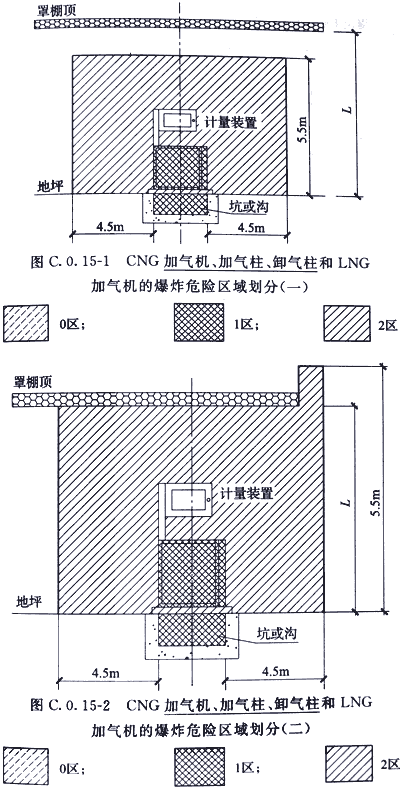 罩棚顶
L
5.5m
计量装置
地坪
坑或沟
4.5m 4.5m
图 C.0.15-1 CNG 加气机、加气柱、卸气柱和 LNG
加气机的爆炸危险区域划分(一)
0区; 1区; 2区
罩棚顶
计量装置
L
5.5m
地坪
坑或沟
4.5m 4.5m
图 C.0.15-2 CNG 加气机、加气柱、卸气柱和 LNG
加气机的爆炸危险区域划分(二)
0区; 1区; 2区